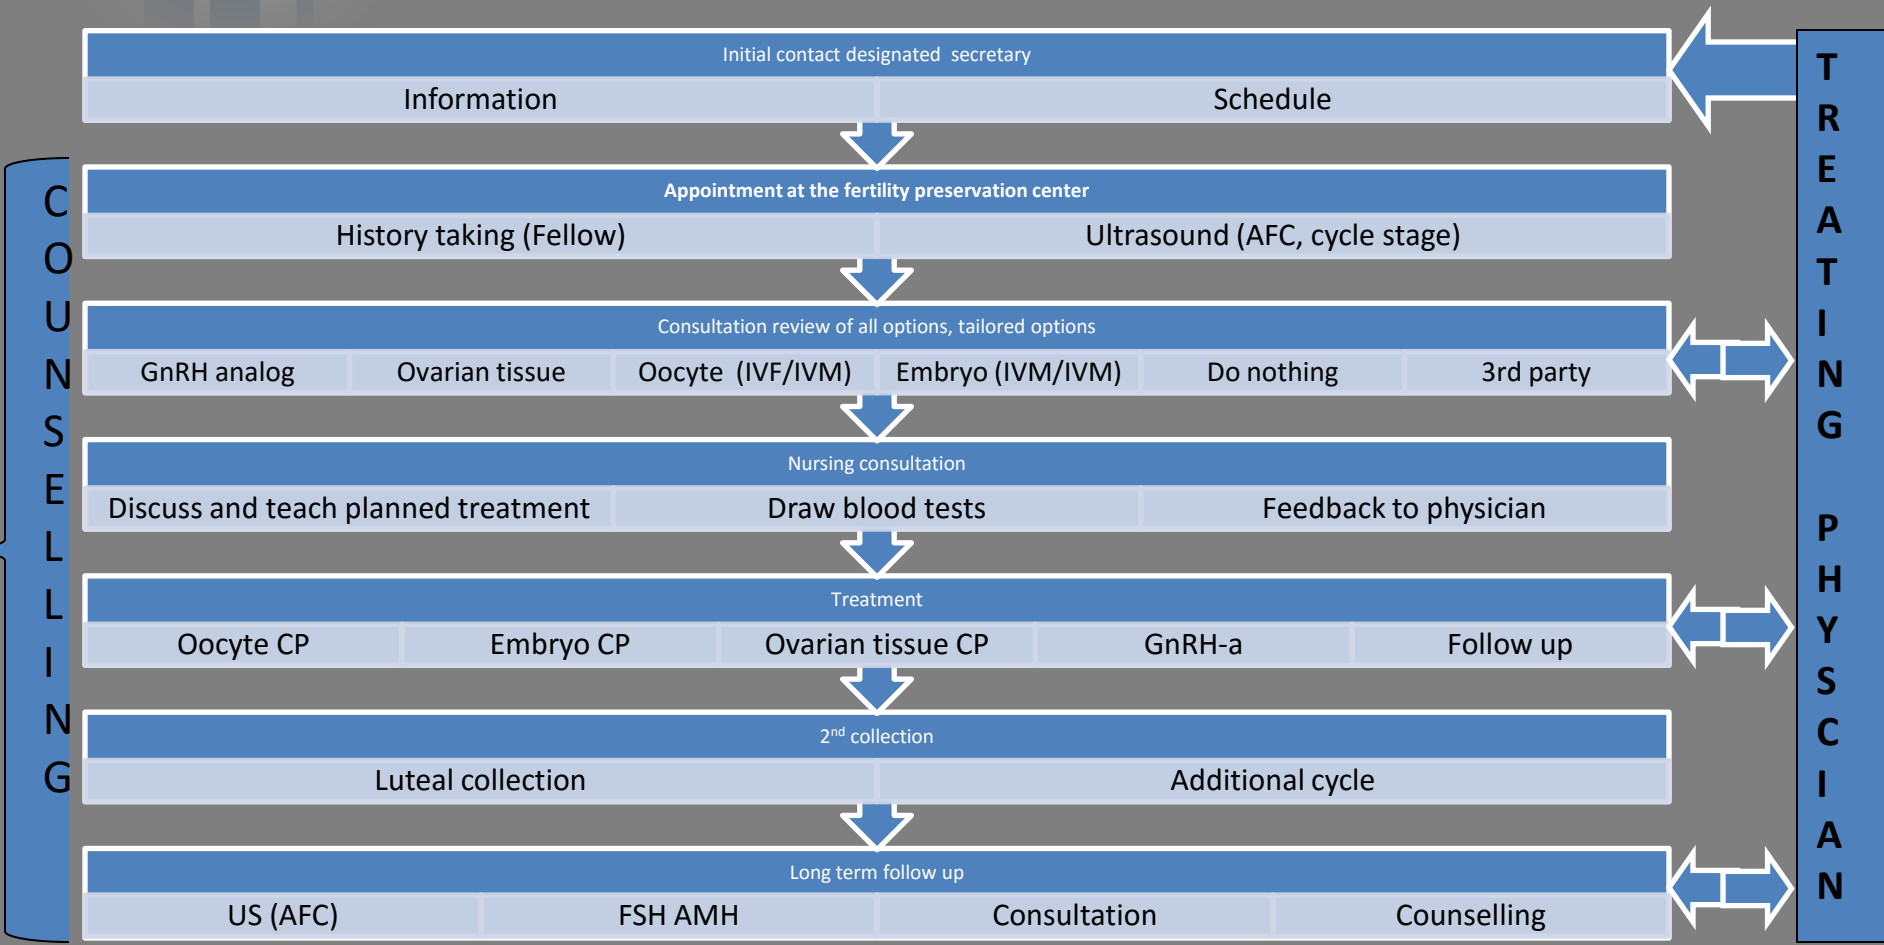 Initial contact designated secretary
Information Schedule
Appointment at the fertility preservation center
History taking (Fellow) Ultrasound (AFC, cycle stage)
Consultation review of all options, tailored options
GnRH analog Ovarian tissue Oocyte (IVF/IVM) Embryo (IVM/IVM) Do nothing 3rd party
Nursing consultation
Discuss and teach planned treatment Draw blood tests Feedback to physician
Treatment
Oocyte CP Embryo CP Ovarian tissue CP GnRH-a Follow up
2nd collection
Luteal collection Additional cycle
Long term follow up
US (AFC) FSH AMH Consultation Counselling
COUNSELLING
TREATING PHYSCIAN